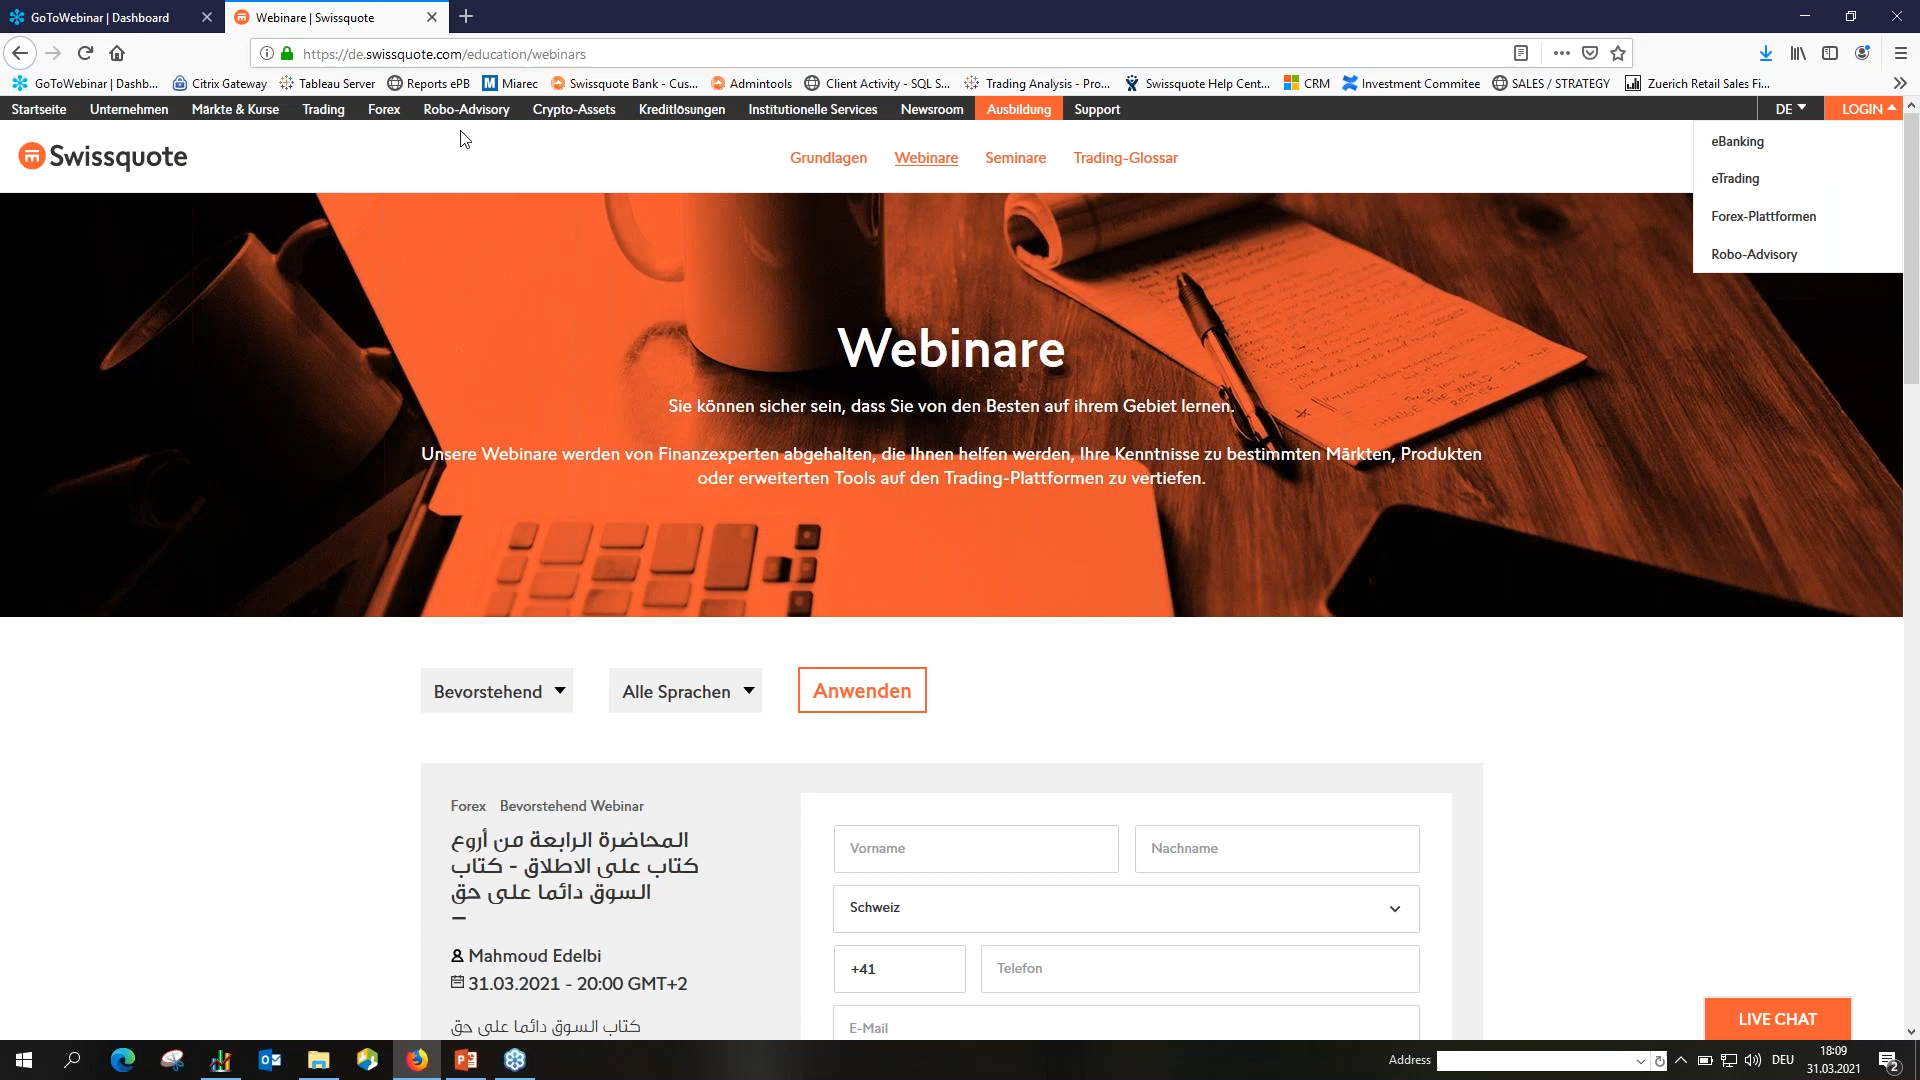 GoToWebinar | Dashboard
Webinare | Swissquote
https://de.swissquote.com/education/webinars
GoToWebinar | Dashb...
Citrix Gateway
Tableau Server
Reports ePB
Miarec
Swissquote Bank - Cus...
Admintools
Client Activity - SQL S...
Trading Analysis - Pro...
Swissquote Help Cent...
CRM
Investment Commitee
SALES / STRATEGY
Zuerich Retail Sales Fi...
Startseite
Unternehmen
Märkte & Kurse
Trading
Forex
Robo-Advisory
Crypto-Assets
Kreditlösungen
Institutionelle Services
Newsroom
Ausbildung
Support
DE
LOGIN
Swissquote
Grundlagen
Webinare
Seminare
Trading-Glossar
eBanking
eTrading
Forex-Plattformen
Robo-Advisory
Webinare
Sie können sicher sein, dass Sie von den Besten auf ihrem Gebiet lernen.
Unsere Webinare werden von Finanzexperten abgehalten, die Ihnen helfen werden, Ihre Kenntnisse zu bestimmten Märkten, Produkten
oder erweiterten Tools auf den Trading-Plattformen zu vertiefen.
Bevorstehend
Alle Sprachen
Anwenden
Forex
Bevorstehend Webinar
المحاضرة الرابعة من أروع
كتاب على الاطلاق - كتاب
السوق دائما على حق
Mahmoud Edelbi
31.03.2021 - 20:00 GMT+2
كتاب السوق دائما على حق
Vorname
Nachname
Schweiz
+41
Telefon
E-Mail
LIVE CHAT
Address
DEU
18:09
31.03.2021
2